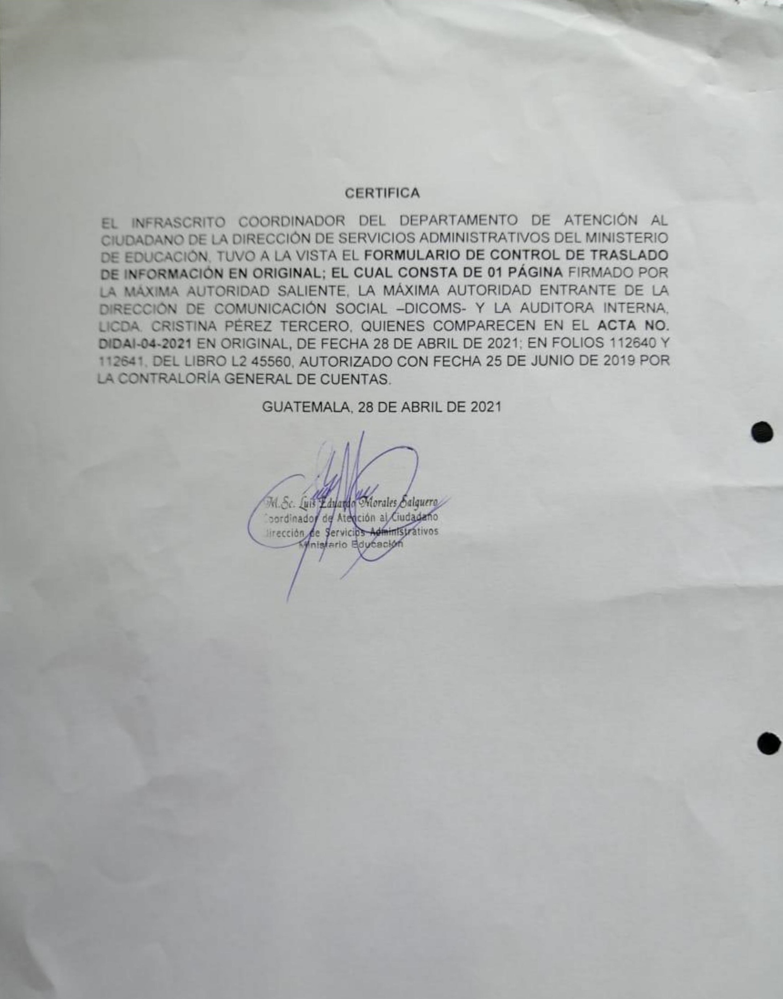 CERTIFICA
EL INFRASCRITO COORDINADOR DEL DEPARTAMENTO DE ATENCIÓN AL
CIUDADANO DE LA DIRECCIÓN DE SERVICIOS ADMINISTRATIVOS DEL MINISTERIO
DE EDUCACIÓN, TUVO A LA VISTA EL FORMULARIO DE CONTROL DE TRASLADO
DE INFORMACIÓN EN ORIGINAL; EL CUAL CONSTA DE 01 PÁGINA FIRMADO POR
LA MÁXIMA AUTORIDAD SALIENTE, LA MÁXIMA AUTORIDAD ENTRANTE DE LA
DIRECCIÓN DE COMUNICACIÓN SOCIAL –DICOMS- Y LA AUDITORA INTERNA,
LICDA. CRISTINA PÉREZ TERCERO, QUIENES COMPARECEN EN EL ACTA NO.
DIDAI-04-2021 EN ORIGINAL, DE FECHA 28 DE ABRIL DE 2021; EN FOLIOS 112640 Y
112641, DEL LIBRO L2 45560, AUTORIZADO CON FECHA 25 DE JUNIO DE 2019 POR
LA CONTRALORÍA GENERAL DE CUENTAS.
GUATEMALA, 28 DE ABRIL DE 2021
M.Sc. Luis Eduardo Morales Salguero
Coordinador de Atención al Ciudadano
Dirección de Servicios Administrativos
Ministerio Educación